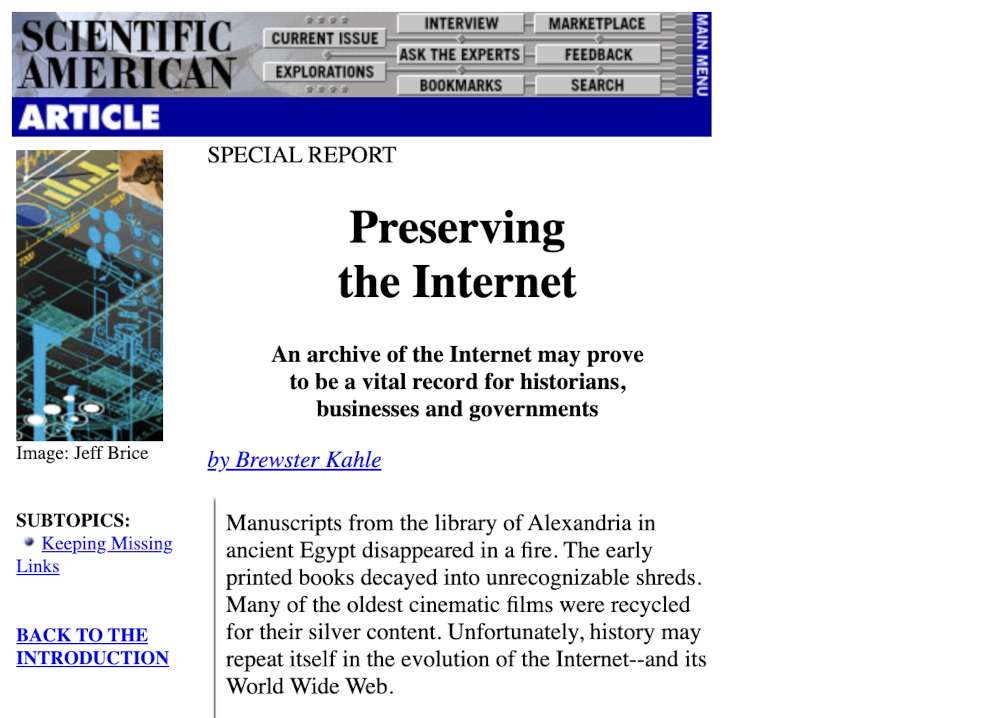 SCIENTIFIC
AMERICAN
CURRENT ISSUE
EXPLORATIONS
INTERVIEW
ASK THE EXPERTS
BOOKMARKS
MARKETPLACE
FEEDBACK
SEARCH
MAIN MENU
ARTICLE
7600
7400
7200
Image: Jeff Brice
SUBTOPICS:
Keeping Missing
Links
BACK TO THE
INTRODUCTION
SPECIAL REPORT
Preserving
the Internet
An archive of the Internet may prove
to be a vital record for historians,
businesses and governments
by Brewster Kahle
Manuscripts from the library of Alexandria in
ancient Egypt disappeared in a fire. The early
printed books decayed into unrecognizable shreds.
Many of the oldest cinematic films were recycled
for their silver content. Unfortunately, history may
repeat itself in the evolution of the Internet--and its
World Wide Web.